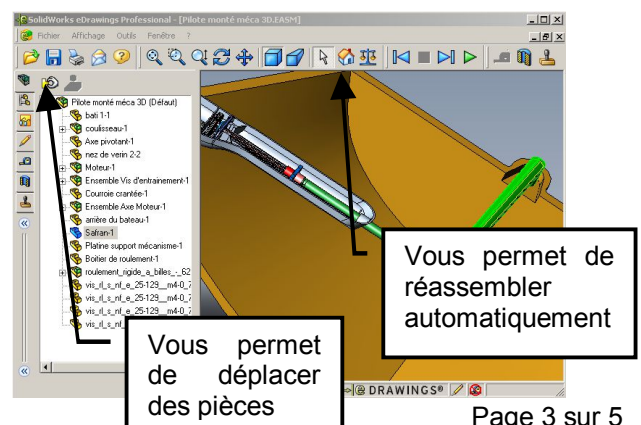 SolidWorks eDrawings Professional - [Pilote monté méca 3D.EASM]
Fichier Affichage Outils Fenêtre ?
Pilote monté méca 3D (Défaut)
bati 1-1
coulisseau-1
Axe pivotant-1
nez de verin 2-2
Moteur-1
Ensemble Vis d'entrainement-1
Courroie crantée-1
Ensemble Axe Moteur-1
arrière du bateau-1
Safran-1
Platine support mécanisme-1
Boitier de roulement-1
roulement_rigide_a_billes_-_62
vis_rl_s_nf_e_25-129__m4-0_7
vis_rl_s_nf_e_25-129__m4-0_7
vis_rl_s_nf_e_25-129__m4-0_7
vis_rl_s_nf
Vous permet de
réassembler
automatiquement
Vous permet
de déplacer
des pièces
DRAWINGS®
Page 3 sur 5